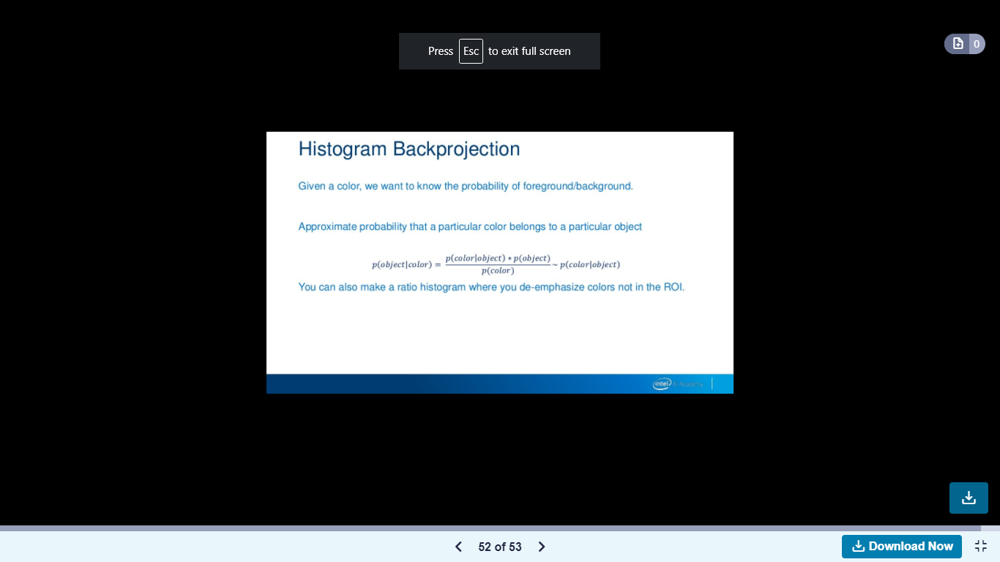 Press Esc to exit full screen
0
Histogram Backprojection
Given a color, we want to know the probability of foreground/background.
Approximate probability that a particular color belongs to a particular object
p(object|color) = p(color|object) * p(object) / p(color) ~ p(color|object)
You can also make a ratio histogram where you de-emphasize colors not in the ROI.
intel
52 of 53
Download Now